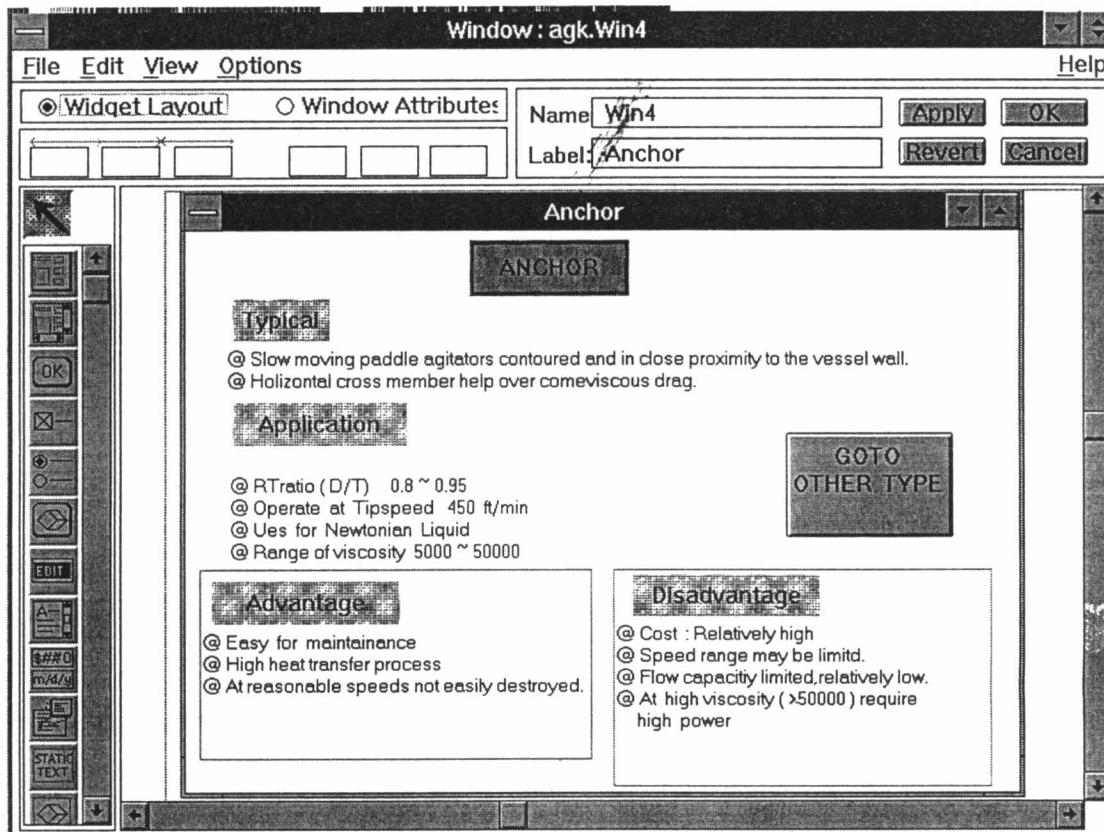 Window : agk.Win4
File Edit View Options Help
Widget Layout Window Attributes
Name Win4 Apply OK
Label: Anchor Revert Cancel
Anchor
ANCHOR
Typical
@ Slow moving paddle agitators contoured and in close proximity to the vessel wall.
@ Holizontal cross member help over comeviscous drag.
Application
@ RTratio ( D/T ) 0.8 ~ 0.95
@ Operate at Tipspeed 450 ft/min
@ Ues for Newtonian Liquid
@ Range of viscosity 5000 ~ 50000
GOTO
OTHER TYPE
Advantage
@ Easy for maintainance
@ High heat transfer process
@ At reasonable speeds not easily destroyed.
Disadvantage
@ Cost : Relatively high
@ Speed range may be limitd.
@ Flow capacitiy limited,relatively low.
@ At high viscosity ( >50000 ) require
high power
OK
EDIT
A
$##0
m/d/y
STATIC
TEXT